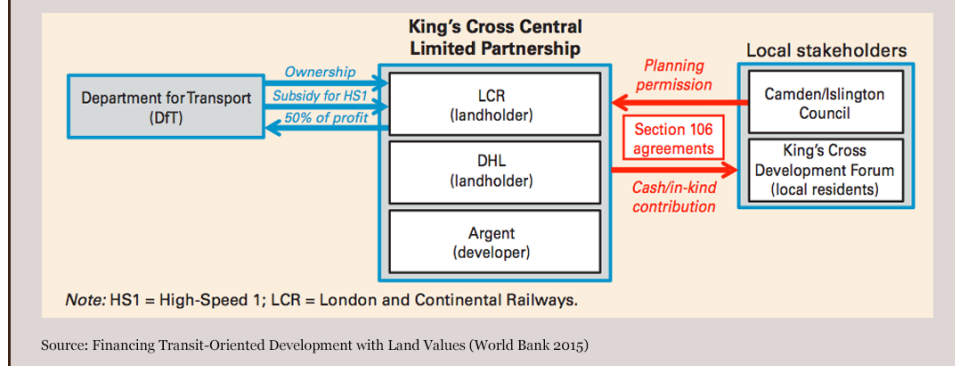 King's Cross Central
Limited Partnership
Local stakeholders
Department for Transport
(DfT)
Ownership
Subsidy for HS1
50% of profit
LCR
(landholder)
DHL
(landholder)
Argent
(developer)
Planning
permission
Section 106
agreements
Cash/in-kind
contribution
Camden/Islington
Council
King's Cross
Development Forum
(local residents)
Note: HS1 = High-Speed 1; LCR = London and Continental Railways.
Source: Financing Transit-Oriented Development with Land Values (World Bank 2015)